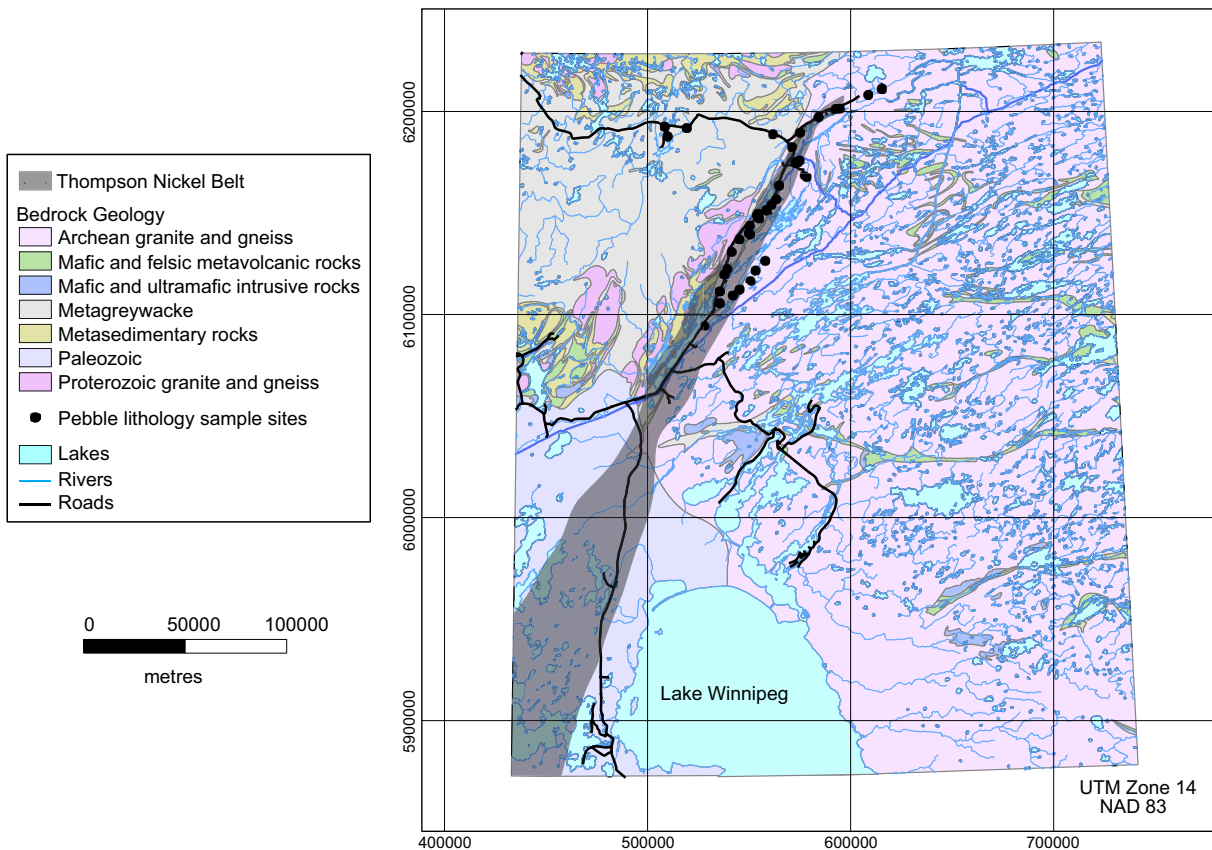 Thompson Nickel Belt
Bedrock Geology
Archean granite and gneiss
Mafic and felsic metavolcanic rocks
Mafic and ultramafic intrusive rocks
Metagreywacke
Metasedimentary rocks
Paleozoic
Proterozoic granite and gneiss
Pebble lithology sample sites
Lakes
Rivers
Roads
0 50000 100000
metres
6200000
6100000
6000000
5900000
Lake Winnipeg
UTM Zone 14
NAD 83
400000 500000 600000 700000